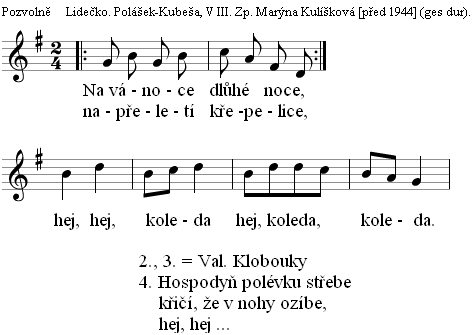 Pozvolně Lidečko. Polášek-Kubeša, V III. Zp. Marýna Kulíšková [před 1944] (ges dur).
2
4
Na vá - no - ce dlůhé noce,
na - pře - le - tí kře - pe - lice,
hej, hej, kole - da hej, koleda, kole - da.
2., 3. = Val. Klobouky
4. Hospodyň polévku střebe
křičí, že v nohy ozíbe,
hej, hej ...